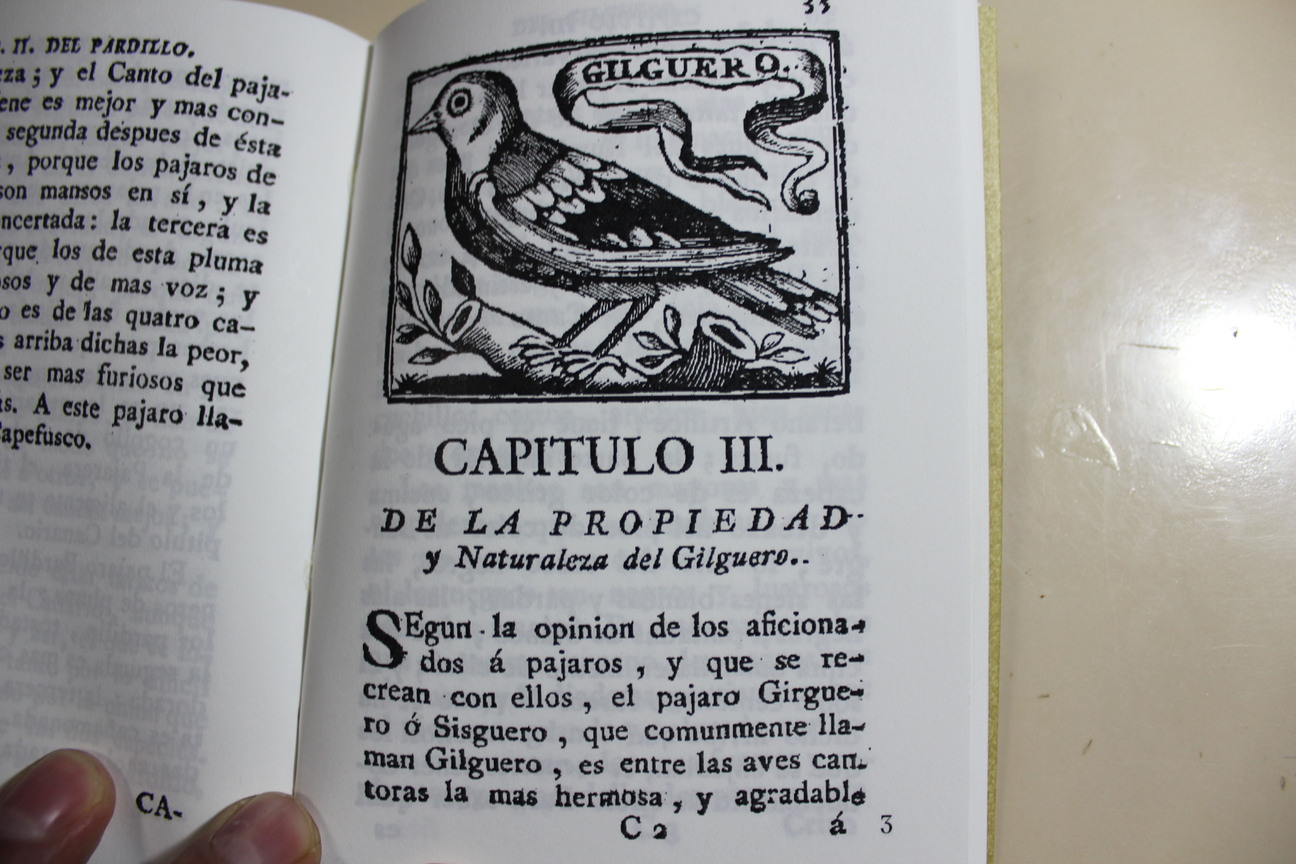 . II. DEL PARDILLO.
eza; y el Canto del paja-
ene es mejor y mas con-
segunda despues de ésta
, porque los pajaros de
son mansos en sí, y la
ncertada: la tercera es
rque los de esta pluma
osos y de mas voz; y
o es de las quatro ca-
s arriba dichas la peor,
ser mas furiosos que
as. A este pajaro lla-
Capefusco.
CA-
33
GILGUERO.
CAPITULO III.
DE LA PROPIEDAD
y Naturaleza del Gilguero.
SEgun la opinion de los aficiona-
dos á pajaros, y que se re-
crean con ellos, el pajaro Girgue-
ro ó Sisguero, que comunmente lla-
man Gilguero, es entre las aves can-
toras la mas hermosa, y agradable
C 2 á 3